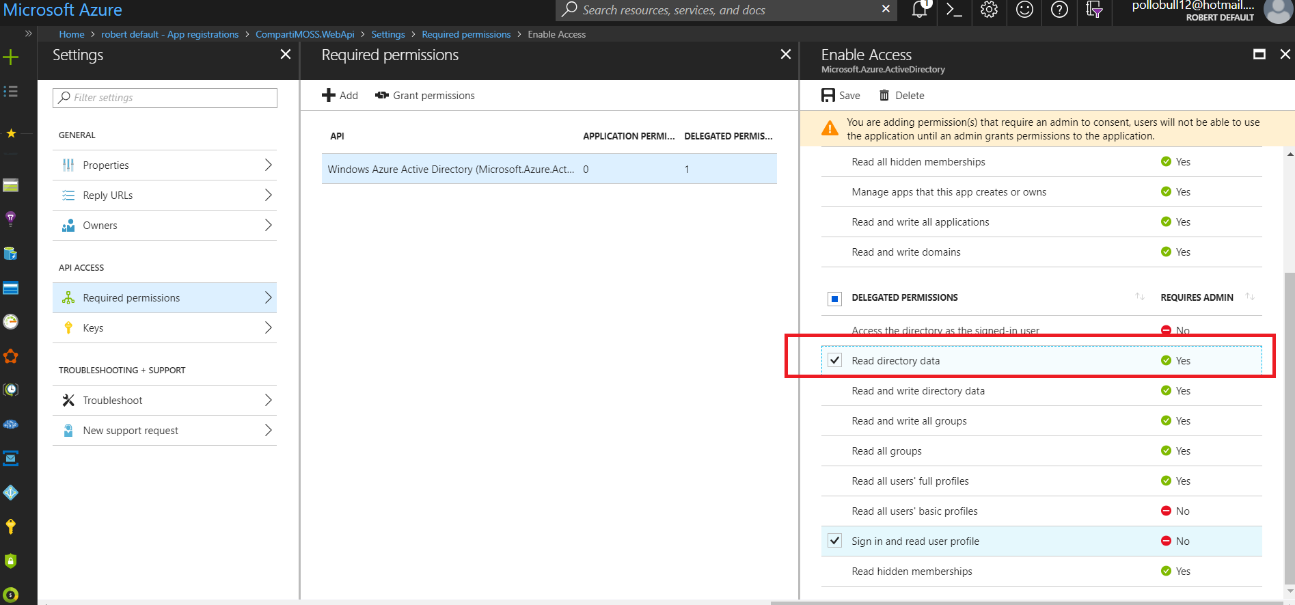 Microsoft Azure
Search resources, services, and docs
1
pollobull12@hotmail....
ROBERT DEFAULT
Home > robert default - App registrations > CompartiMOSS.WebApi > Settings > Required permissions > Enable Access
Settings
Filter settings
GENERAL
Properties
Reply URLs
Owners
API ACCESS
Required permissions
Keys
TROUBLESHOOTING + SUPPORT
Troubleshoot
New support request
Required permissions
Add
Grant permissions
API
APPLICATION PERMI...
DELEGATED PERMIS...
Windows Azure Active Directory (Microsoft.Azure.Act...
0
1
Enable Access
Microsoft.Azure.ActiveDirectory
Save
Delete
You are adding permission(s) that require an admin to consent, users will not be able to use
the application until an admin grants permissions to the application.
Read all hidden memberships Yes
Manage apps that this app creates or owns Yes
Read and write all applications Yes
Read and write domains Yes
DELEGATED PERMISSIONS REQUIRES ADMIN
Access the directory as the signed-in user No
Read directory data Yes
Read and write directory data Yes
Read and write all groups Yes
Read all groups Yes
Read all users' full profiles Yes
Read all users' basic profiles No
Sign in and read user profile No
Read hidden memberships Yes